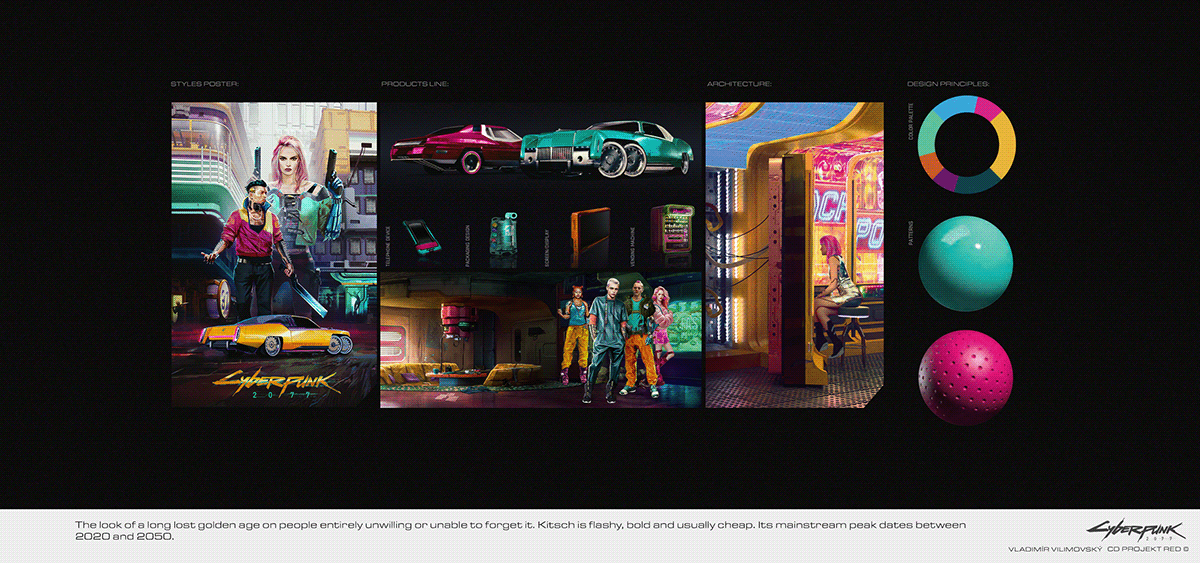 STYLES POSTER:
PRODUCTS LINE:
ARCHITECTURE:
DESIGN PRINCIPLES:
COLOR PALETTE
PATTERNS
TELEPHONE DEVICE
PACKAGING DESIGN
SCREEN/DISPLAY
VENDING MACHINE
CYBERPUNK
2077
The look of a long lost golden age on people entirely unwilling or unable to forget it. Kitsch is flashy, bold and usually cheap. Its mainstream peak dates between
2020 and 2050.
CYBERPUNK
2077
VLADIMÍR VILIMOVSKÝ CD PROJEKT RED ©